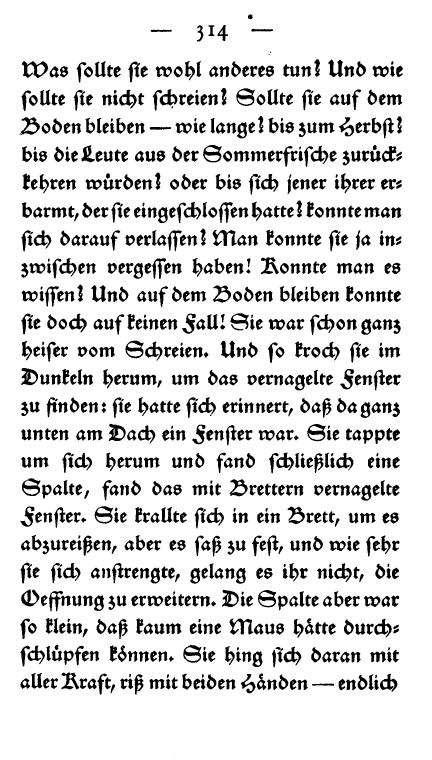 — 314 —
Was sollte sie wohl anderes tun? Und wie
sollte sie nicht schreien? Sollte sie auf dem
Boden bleiben — wie lange? bis zum Herbst?
bis die Leute aus der Sommerfrische zurück-
kehren würden? oder bis sich jener ihrer er-
barmt, der sie eingeschlossen hatte? konnte man
sich darauf verlassen? Man konnte sie ja in-
zwischen vergessen haben! Konnte man es
wissen? Und auf dem Boden bleiben konnte
sie doch auf keinen Fall! Sie war schon ganz
heiser vom Schreien. Und so kroch sie im
Dunkeln herum, um das vernagelte Fenster
zu finden: sie hatte sich erinnert, daß da ganz
unten am Dach ein Fenster war. Sie tappte
um sich herum und fand schließlich eine
Spalte, fand das mit Brettern vernagelte
Fenster. Sie krallte sich in ein Brett, um es
abzureißen, aber es saß zu fest, und wie sehr
sie sich anstrengte, gelang es ihr nicht, die
Oeffnung zu erweitern. Die Spalte aber war
so klein, daß kaum eine Maus hätte durch-
schlüpfen können. Sie hing sich daran mit
aller Kraft, riß mit beiden Händen — endlich